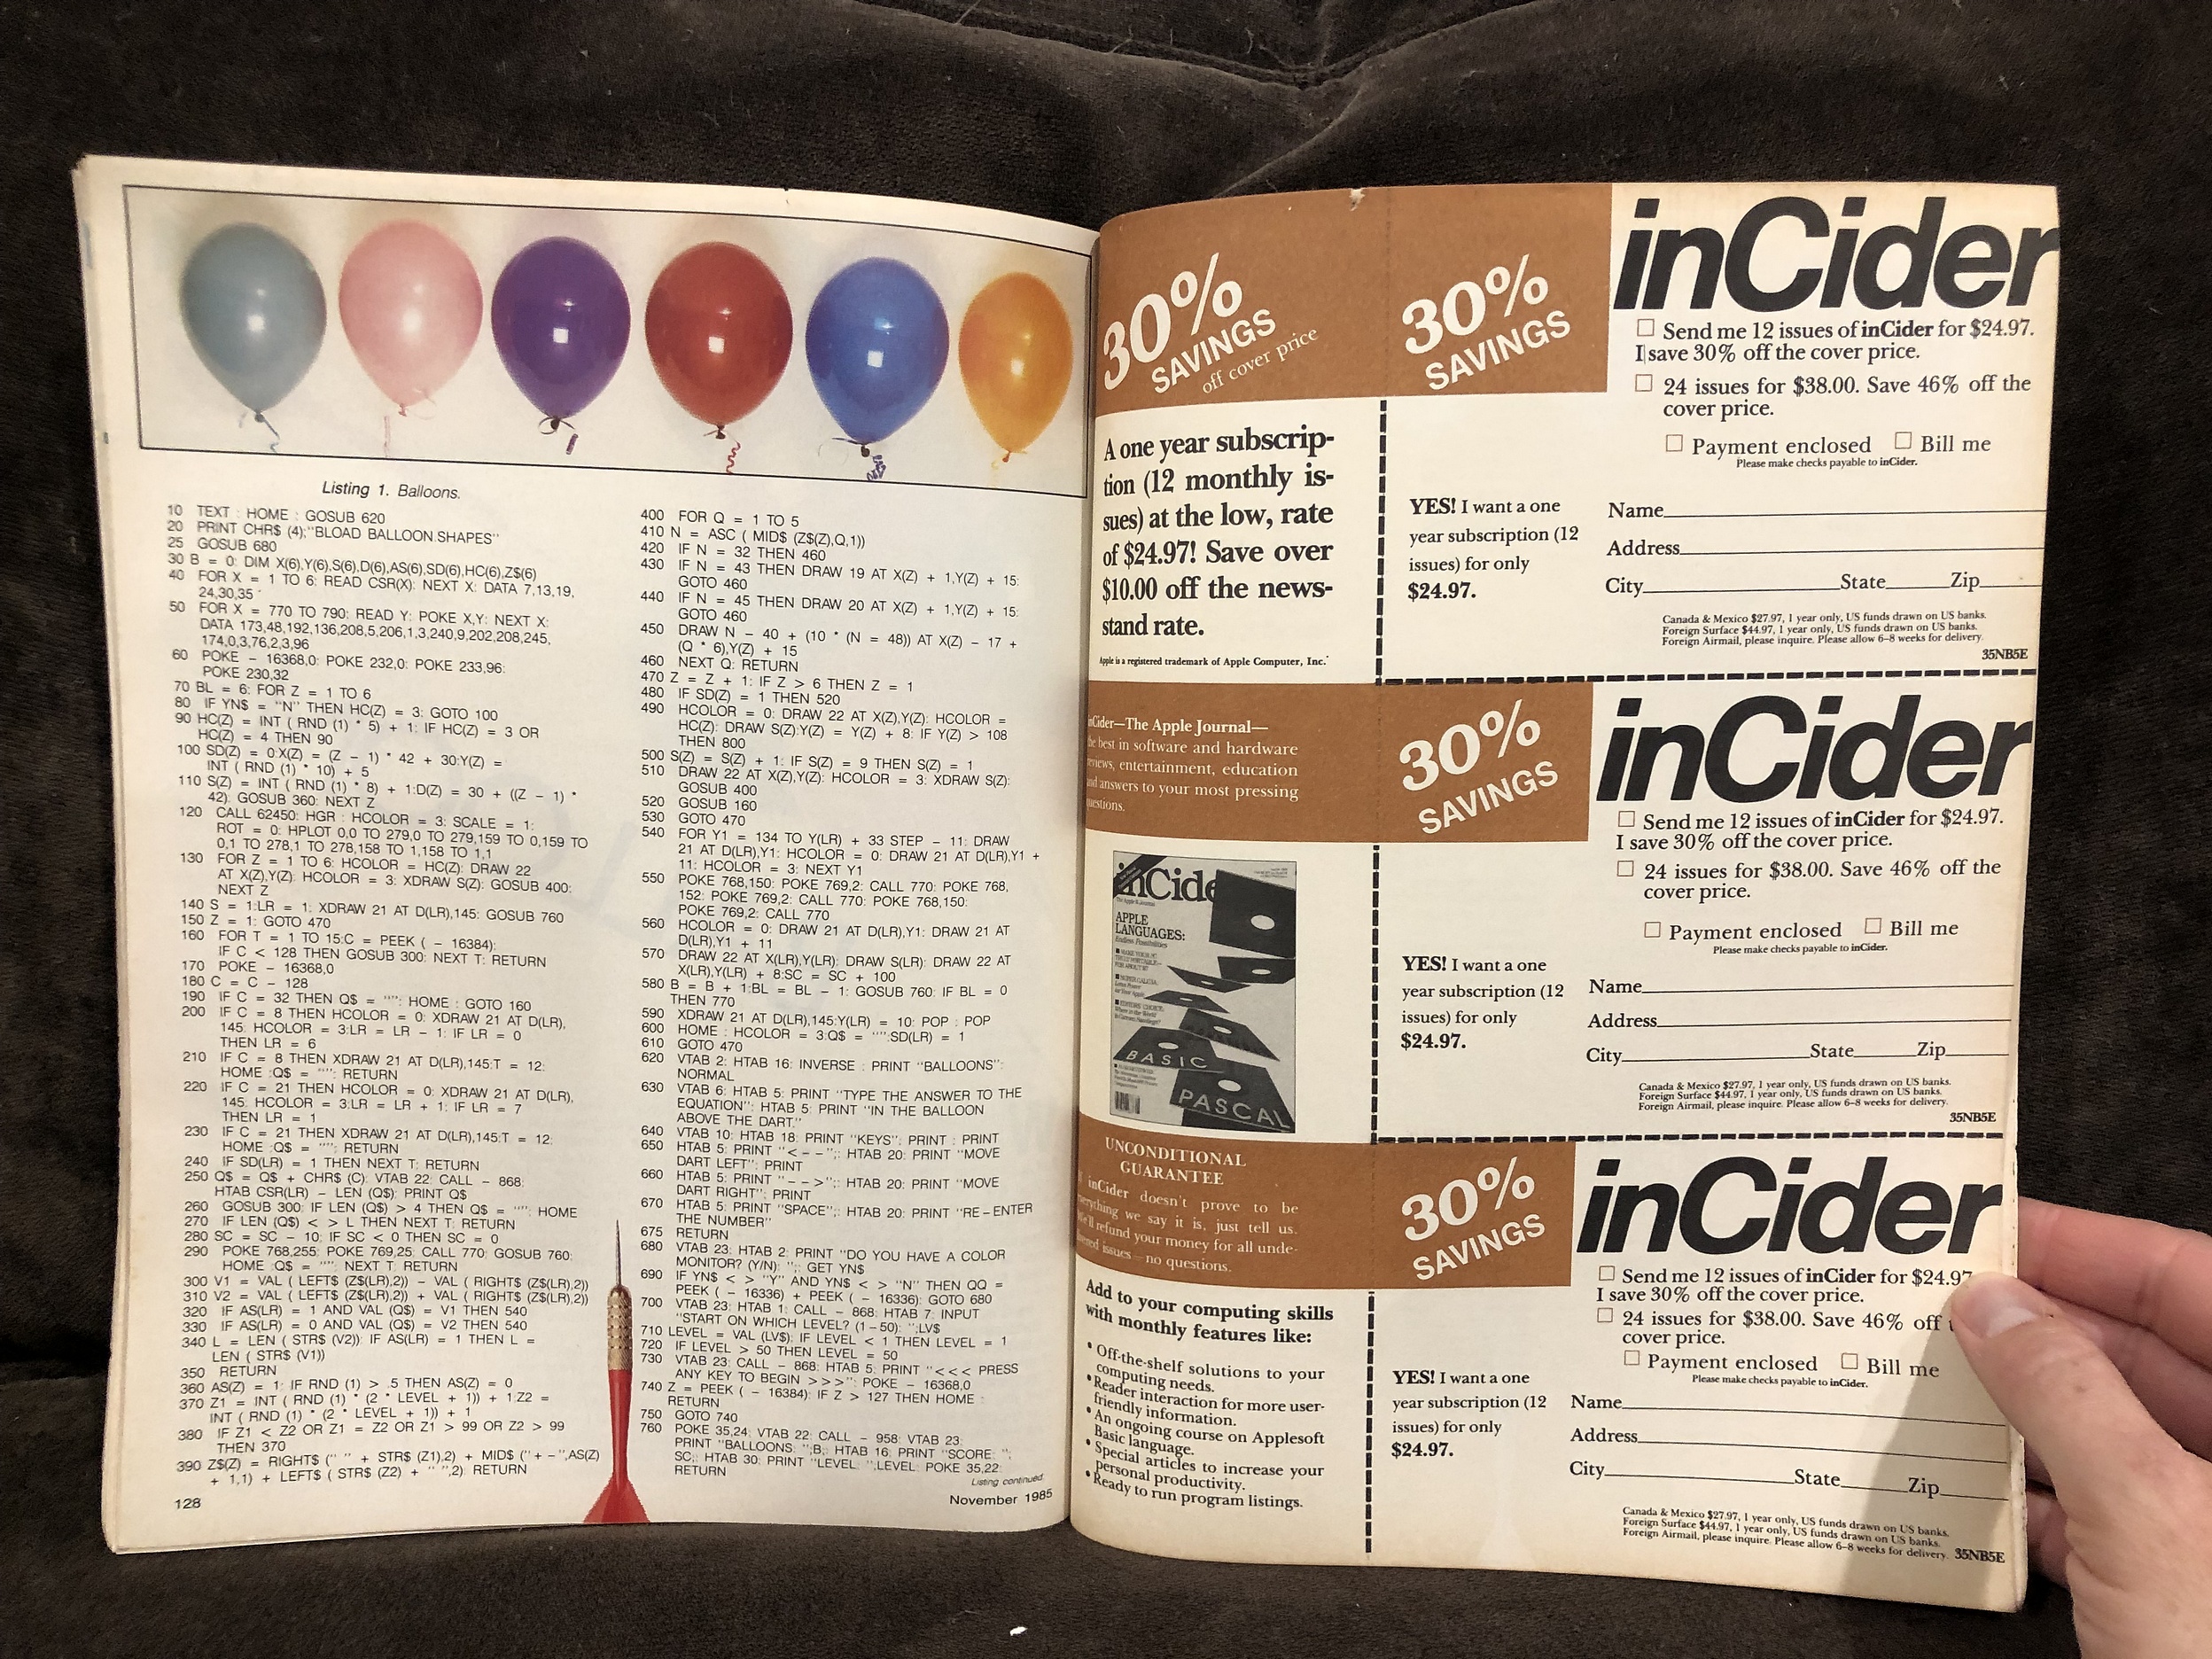 Listing 1. Balloons.
10 TEXT : HOME : GOSUB 620
20 PRINT CHR$ (4);"BLOAD BALLOON.SHAPES"
25 GOSUB 680
30 B = 0: DIM X(6),Y(6),S(6),D(6),AS(6),SD(6),HC(6),Z$(6)
40 FOR X = 1 TO 6: READ CSR(X): NEXT X: DATA 7,13,19,
24,30,35
50 FOR X = 770 TO 790: READ Y: POKE X,Y: NEXT X:
DATA 173,48,192,136,208,5,206,1,3,240,9,202,208,245,
174,0,3,76,2,3,96
60 POKE - 16368,0: POKE 232,0: POKE 233,96:
POKE 230,32
70 BL = 6: FOR Z = 1 TO 6
80 IF YN$ = "N" THEN HC(Z) = 3: GOTO 100
90 HC(Z) = INT ( RND (1) * 5) + 1: IF HC(Z) = 3 OR
HC(Z) = 4 THEN 90
100 SD(Z) = 0:X(Z) = (Z - 1) * 42 + 30:Y(Z) =
INT ( RND (1) * 10) + 5
110 S(Z) = INT ( RND (1) * 8) + 1:D(Z) = 30 + ((Z - 1) *
42): GOSUB 360: NEXT Z
120 CALL 62450: HGR : HCOLOR = 3: SCALE = 1:
ROT = 0: HPLOT 0,0 TO 279,0 TO 279,159 TO 0,159 TO
0,1 TO 278,1 TO 278,158 TO 1,158 TO 1,1
130 FOR Z = 1 TO 6: HCOLOR = HC(Z): DRAW 22
AT X(Z),Y(Z): HCOLOR = 3: XDRAW S(Z): GOSUB 400:
NEXT Z
140 S = 1:LR = 1: XDRAW 21 AT D(LR),145: GOSUB 760
150 Z = 1: GOTO 470
160 FOR T = 1 TO 15:C = PEEK ( - 16384):
IF C < 128 THEN GOSUB 300: NEXT T: RETURN
170 POKE - 16368,0
180 C = C - 128
190 IF C = 32 THEN Q$ = "": HOME : GOTO 160
200 IF C = 8 THEN HCOLOR = 0: XDRAW 21 AT D(LR),
145: HCOLOR = 3:LR = LR - 1: IF LR = 0
THEN LR = 6
210 IF C = 8 THEN XDRAW 21 AT D(LR),145:T = 12:
HOME :Q$ = "": RETURN
220 IF C = 21 THEN HCOLOR = 0: XDRAW 21 AT D(LR),
145: HCOLOR = 3:LR = LR + 1: IF LR = 7
THEN LR = 1
230 IF C = 21 THEN XDRAW 21 AT D(LR),145:T = 12:
HOME :Q$ = "": RETURN
240 IF SD(LR) = 1 THEN NEXT T: RETURN
250 Q$ = Q$ + CHR$ (C): VTAB 22: CALL - 868:
HTAB CSR(LR) - LEN (Q$): PRINT Q$
260 GOSUB 300: IF LEN (Q$) > 4 THEN Q$ = "": HOME
270 IF LEN (Q$) < > L THEN NEXT T: RETURN
280 SC = SC - 10: IF SC < 0 THEN SC = 0
290 POKE 768,255: POKE 769,25: CALL 770: GOSUB 760:
HOME :Q$ = "": NEXT T: RETURN
300 V1 = VAL ( LEFT$ (Z$(LR),2)) - VAL ( RIGHT$ (Z$(LR),2))
310 V2 = VAL ( LEFT$ (Z$(LR),2)) + VAL ( RIGHT$ (Z$(LR),2))
320 IF AS(LR) = 1 AND VAL (Q$) = V1 THEN 540
330 IF AS(LR) = 0 AND VAL (Q$) = V2 THEN 540
340 L = LEN ( STR$ (V2)): IF AS(LR) = 1 THEN L =
LEN ( STR$ (V1))
350 RETURN
360 AS(Z) = 1: IF RND (1) > .5 THEN AS(Z) = 0
370 Z1 = INT ( RND (1) * (2 * LEVEL + 1)) + 1:Z2 =
INT ( RND (1) * (2 * LEVEL + 1)) + 1
380 IF Z1 < Z2 OR Z1 = Z2 OR Z1 > 99 OR Z2 > 99
THEN 370
390 Z$(Z) = RIGHT$ (" " + STR$ (Z1),2) + MID$ ("+-",AS(Z)
+ 1,1) + LEFT$ ( STR$ (Z2) + " ",2): RETURN
128
400 FOR Q = 1 TO 5
410 N = ASC ( MID$ (Z$(Z),Q,1))
420 IF N = 32 THEN 460
430 IF N = 43 THEN DRAW 19 AT X(Z) + 1,Y(Z) + 15:
GOTO 460
440 IF N = 45 THEN DRAW 20 AT X(Z) + 1,Y(Z) + 15:
GOTO 460
450 DRAW N - 40 + (10 * (N = 48)) AT X(Z) - 17 +
(Q * 6),Y(Z) + 15
460 NEXT Q: RETURN
470 Z = Z + 1: IF Z > 6 THEN Z = 1
480 IF SD(Z) = 1 THEN 520
490 HCOLOR = 0: DRAW 22 AT X(Z),Y(Z): HCOLOR =
HC(Z): DRAW S(Z):Y(Z) = Y(Z) + 8: IF Y(Z) > 108
THEN 800
500 S(Z) = S(Z) + 1: IF S(Z) = 9 THEN S(Z) = 1
510 DRAW 22 AT X(Z),Y(Z): HCOLOR = 3: XDRAW S(Z):
GOSUB 400
520 GOSUB 160
530 GOTO 470
540 FOR Y1 = 134 TO Y(LR) + 33 STEP - 11: DRAW
21 AT D(LR),Y1: HCOLOR = 0: DRAW 21 AT D(LR),Y1 +
11: HCOLOR = 3: NEXT Y1
550 POKE 768,150: POKE 769,2: CALL 770: POKE 768,
152: POKE 769,2: CALL 770: POKE 768,150:
POKE 769,2: CALL 770
560 HCOLOR = 0: DRAW 21 AT D(LR),Y1: DRAW 21 AT
D(LR),Y1 + 11
570 DRAW 22 AT X(LR),Y(LR): DRAW S(LR): DRAW 22 AT
X(LR),Y(LR) + 8:SC = SC + 100
580 B = B + 1:BL = BL - 1: GOSUB 760: IF BL = 0
THEN 770
590 XDRAW 21 AT D(LR),145:Y(LR) = 10: POP : POP
600 HOME : HCOLOR = 3:Q$ = "":SD(LR) = 1
610 GOTO 470
620 VTAB 2: HTAB 16: INVERSE : PRINT "BALLOONS":
NORMAL
630 VTAB 6: HTAB 5: PRINT "TYPE THE ANSWER TO THE
EQUATION": HTAB 5: PRINT "IN THE BALLOON
ABOVE THE DART."
640 VTAB 10: HTAB 18: PRINT "KEYS": PRINT : PRINT
650 HTAB 5: PRINT "<--";: HTAB 20: PRINT "MOVE
DART LEFT": PRINT
660 HTAB 5: PRINT "-->";: HTAB 20: PRINT "MOVE
DART RIGHT": PRINT
670 HTAB 5: PRINT "SPACE";: HTAB 20: PRINT "RE-ENTER
THE NUMBER"
675 RETURN
680 VTAB 23: HTAB 2: PRINT "DO YOU HAVE A COLOR
MONITOR? (Y/N): ";: GET YN$
690 IF YN$ < > "Y" AND YN$ < > "N" THEN QQ =
PEEK ( - 16336) + PEEK ( - 16336): GOTO 680
700 VTAB 23: HTAB 1: CALL - 868: HTAB 7: INPUT
"START ON WHICH LEVEL? (1-50): ";LV$
710 LEVEL = VAL (LV$): IF LEVEL < 1 THEN LEVEL = 1
720 IF LEVEL > 50 THEN LEVEL = 50
730 VTAB 23: CALL - 868: HTAB 5: PRINT "<<< PRESS
ANY KEY TO BEGIN >>>": POKE - 16368,0
740 Z = PEEK ( - 16384): IF Z > 127 THEN HOME :
RETURN
750 GOTO 740
760 POKE 35,24: VTAB 22: CALL - 958: VTAB 23:
PRINT "BALLOONS: ";B;: HTAB 16: PRINT "SCORE: ";
SC;: HTAB 30: PRINT "LEVEL: ";LEVEL: POKE 35,22:
RETURN
Listing continued.
November 1985
30%
SAVINGS
off cover price
A one year subscrip-
tion (12 monthly is-
sues) at the low, rate
of $24.97! Save over
$10.00 off the news-
stand rate.
Apple is a registered trademark of Apple Computer, Inc.
inCider—The Apple Journal—
the best in software and hardware
reviews, entertainment, education
and answers to your most pressing
questions.
inCider
APPLE
LANGUAGES:
Endless Possibilities
BASIC
PASCAL
UNCONDITIONAL
GUARANTEE
inCider doesn't prove to be
everything we say it is, just tell us.
We'll refund your money for all unde-
livered issues—no questions.
Add to your computing skills
with monthly features like:
• Off-the-shelf solutions to your
computing needs.
• Reader interaction for more user-
friendly information.
• An ongoing course on Applesoft
Basic language.
• Special articles to increase your
personal productivity.
• Ready to run program listings.
30%
SAVINGS
inCider
Send me 12 issues of inCider for $24.97.
I save 30% off the cover price.
24 issues for $38.00. Save 46% off the
cover price.
Payment enclosed Bill me
Please make checks payable to inCider.
YES! I want a one
year subscription (12
issues) for only
$24.97.
Name
Address
City State Zip
Canada & Mexico $27.97, 1 year only, US funds drawn on US banks.
Foreign Surface $44.97, 1 year only, US funds drawn on US banks.
Foreign Airmail, please inquire. Please allow 6-8 weeks for delivery.
35NB5E
30%
SAVINGS
inCider
Send me 12 issues of inCider for $24.97.
I save 30% off the cover price.
24 issues for $38.00. Save 46% off the
cover price.
Payment enclosed Bill me
Please make checks payable to inCider.
YES! I want a one
year subscription (12
issues) for only
$24.97.
Name
Address
City State Zip
Canada & Mexico $27.97, 1 year only, US funds drawn on US banks.
Foreign Surface $44.97, 1 year only, US funds drawn on US banks.
Foreign Airmail, please inquire. Please allow 6-8 weeks for delivery.
35NB5E
30%
SAVINGS
inCider
Send me 12 issues of inCider for $24.97
I save 30% off the cover price.
24 issues for $38.00. Save 46% off
cover price.
Payment enclosed Bill me
Please make checks payable to inCider.
YES! I want a one
year subscription (12
issues) for only
$24.97.
Name
Address
City State Zip
Canada & Mexico $27.97, 1 year only, US funds drawn on US banks.
Foreign Surface $44.97, 1 year only, US funds drawn on US banks.
Foreign Airmail, please inquire. Please allow 6-8 weeks for delivery.
35NB5E